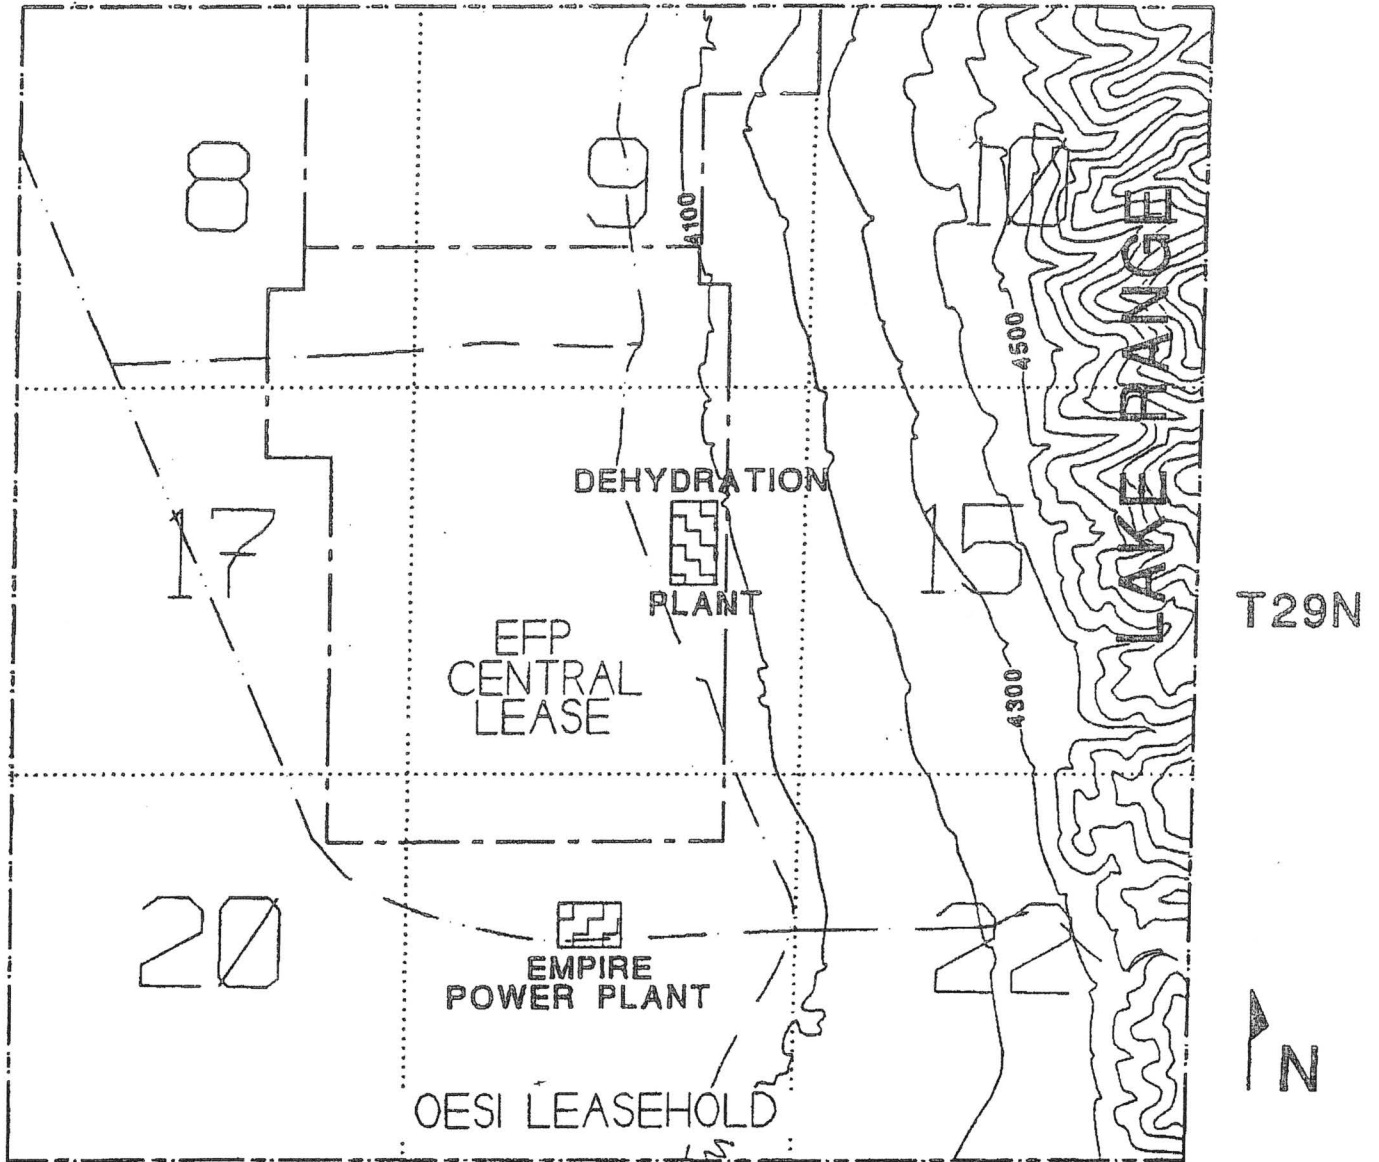 8
9
10
4100
LAKE RANGE
4500
DEHYDRATION
PLANT
17
15
T29N
EFP
CENTRAL
LEASE
4300
20
22
EMPIRE
POWER PLANT
N
OESI LEASEHOLD